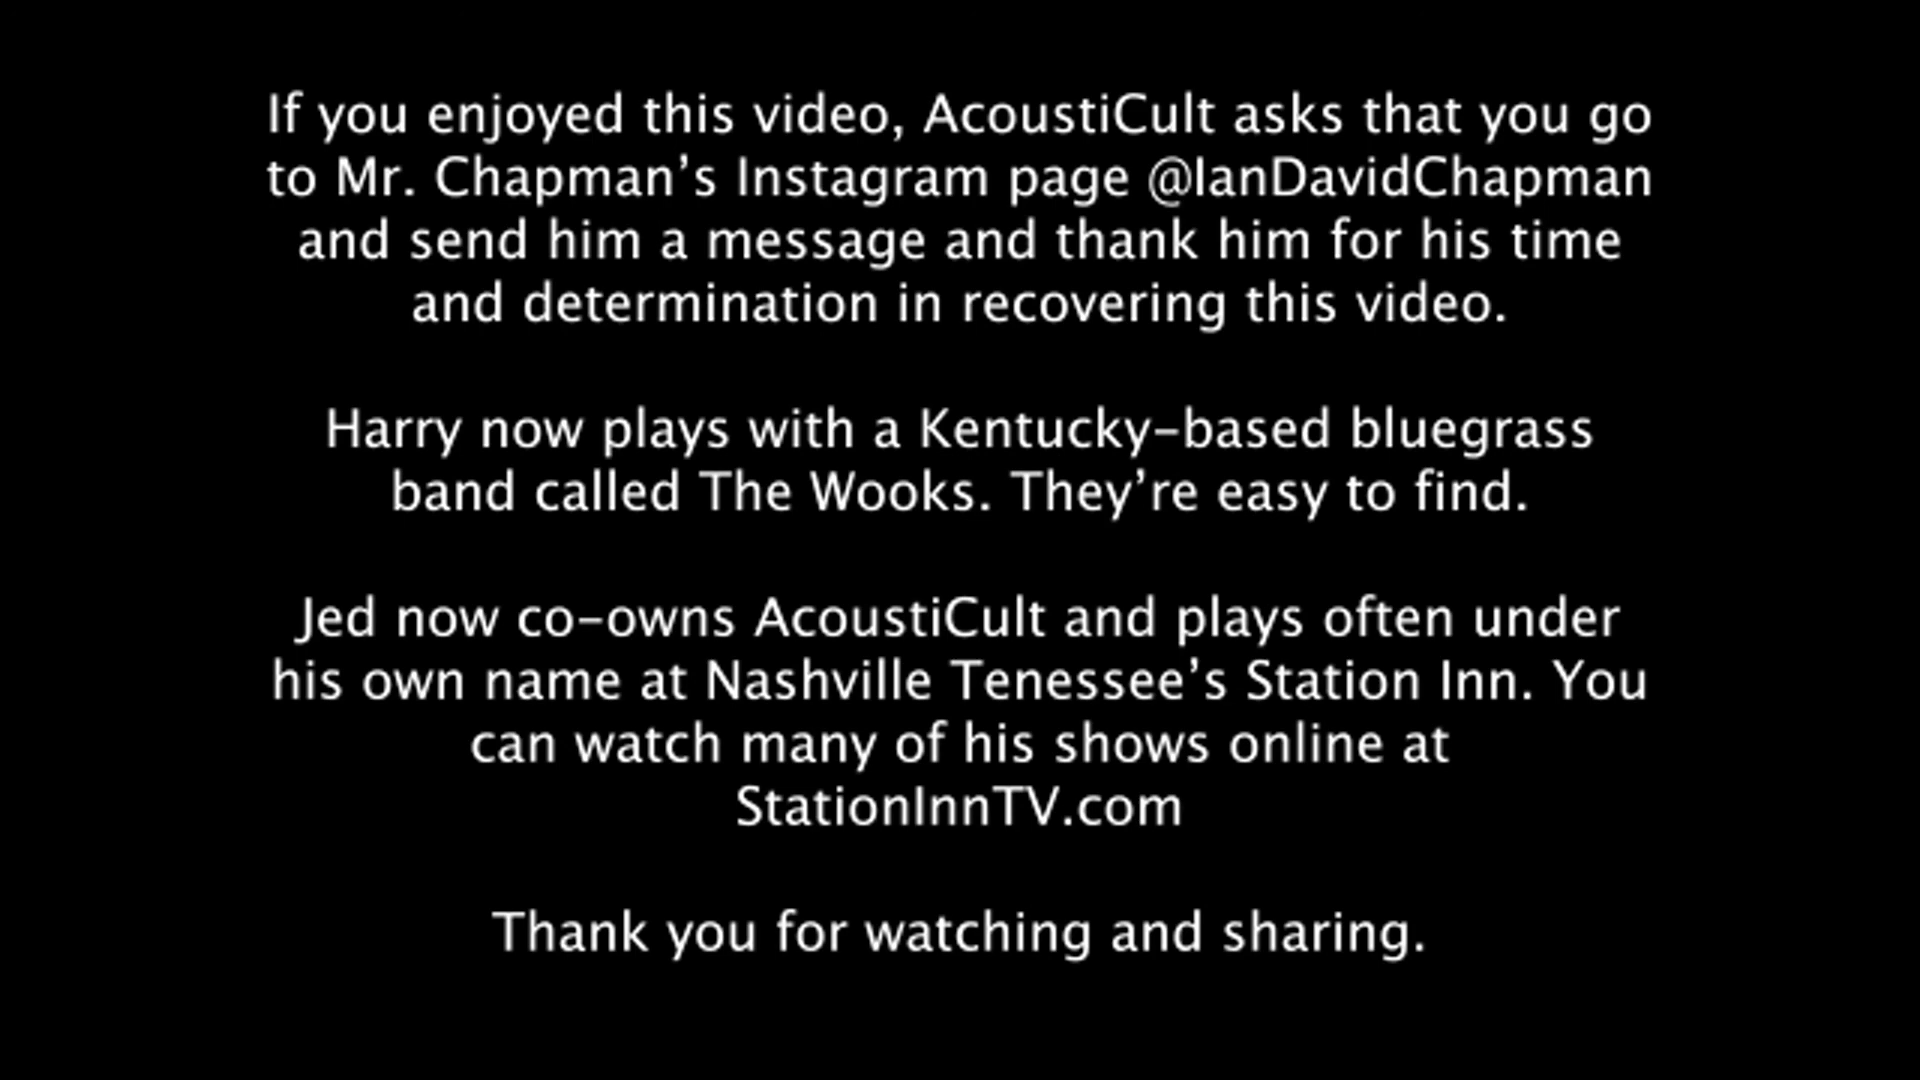 If you enjoyed this video, AcoustiCult asks that you go
to Mr. Chapman’s Instagram page @IanDavidChapman
and send him a message and thank him for his time
and determination in recovering this video.
Harry now plays with a Kentucky-based bluegrass
band called The Wooks. They’re easy to find.
Jed now co-owns AcoustiCult and plays often under
his own name at Nashville Tenessee’s Station Inn. You
can watch many of his shows online at
StationInnTV.com
Thank you for watching and sharing.